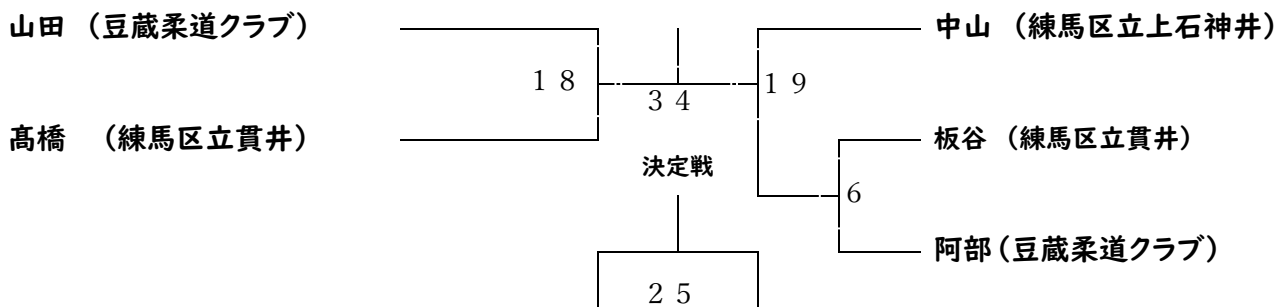 山田 (豆蔵柔道クラブ)
髙橋 (練馬区立貫井)
18
34
19
中山 (練馬区立上石神井)
板谷 (練馬区立貫井)
6
阿部(豆蔵柔道クラブ)
決定戦
25